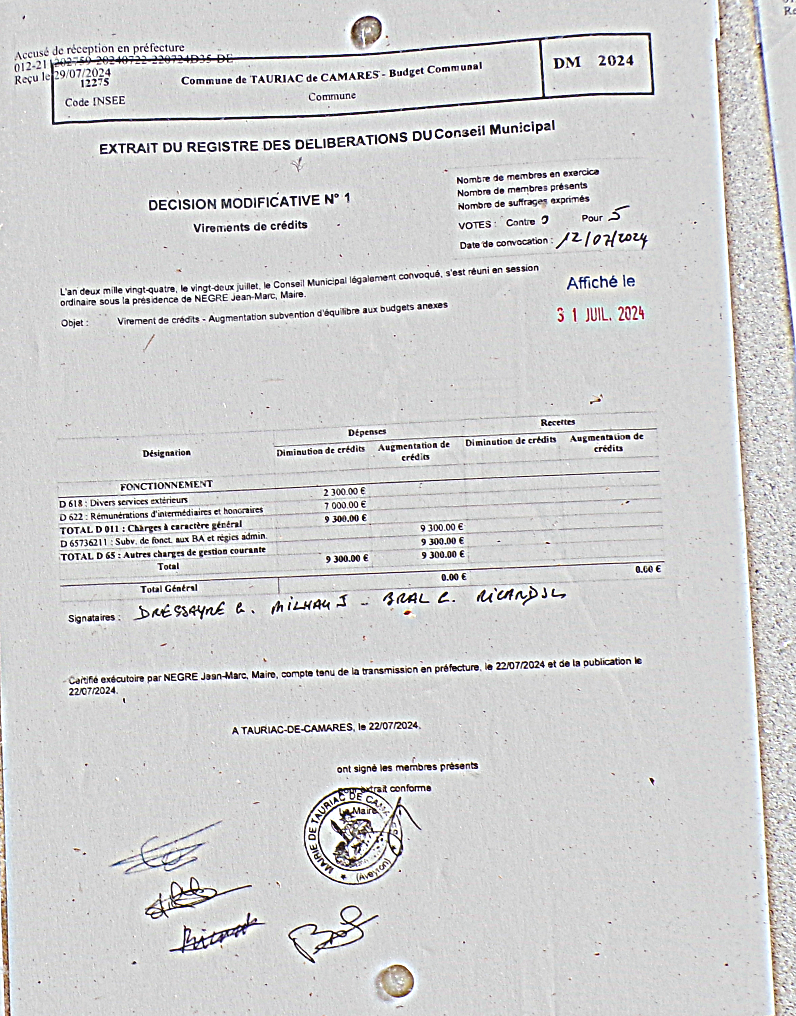 Accusé de réception en préfecture
012-21 202759-20240722-220724D35-DE
Reçu le 29/07/2024
12275
Code INSEE
Commune de TAURIAC de CAMARES - Budget Communal
Commune
DM 2024
EXTRAIT DU REGISTRE DES DELIBERATIONS DU Conseil Municipal
DECISION MODIFICATIVE N° 1
Virements de crédits
Nombre de membres en exercice
Nombre de membres présents
Nombre de suffrages exprimés
VOTES : Contre 0 Pour 5
Date de convocation : 12/07/2024
L'an deux mille vingt-quatre, le vingt-deux juillet, le Conseil Municipal légalement convoqué, s'est réuni en session
ordinaire sous la présidence de NEGRE Jean-Marc, Maire.
Objet : Virement de crédits - Augmentation subvention d'équilibre aux budgets anexes
Affiché le
31 JUIL. 2024
Désignation Dépenses Recettes
Diminution de crédits Augmentation de crédits Diminution de crédits Augmentation de crédits
FONCTIONNEMENT
D 618 : Divers services extérieurs 2 300.00 €
D 622 : Rémunérations d'intermédiaires et honoraires 7 000.00 €
TOTAL D 011 : Charges à caractère général 9 300.00 €
D 65736211 : Subv. de fonct. aux BA et régies admin. 9 300.00 €
TOTAL D 65 : Autres charges de gestion courante 9 300.00 €
Total 9 300.00 € 9 300.00 €
Total Général 0.00 € 0.00 €
Signataires : DRESSAYRE G. MILHAU J - BRAL C. RICARD JL
Certifié exécutoire par NEGRE Jean-Marc, Maire, compte tenu de la transmission en préfecture, le 22/07/2024 et de la publication le
22/07/2024.
A TAURIAC-DE-CAMARES, le 22/07/2024.
ont signé les membres présents
Pour extrait conforme
Le Maire
MAIRIE DE TAURIAC DE CAMA
(Aveyron)